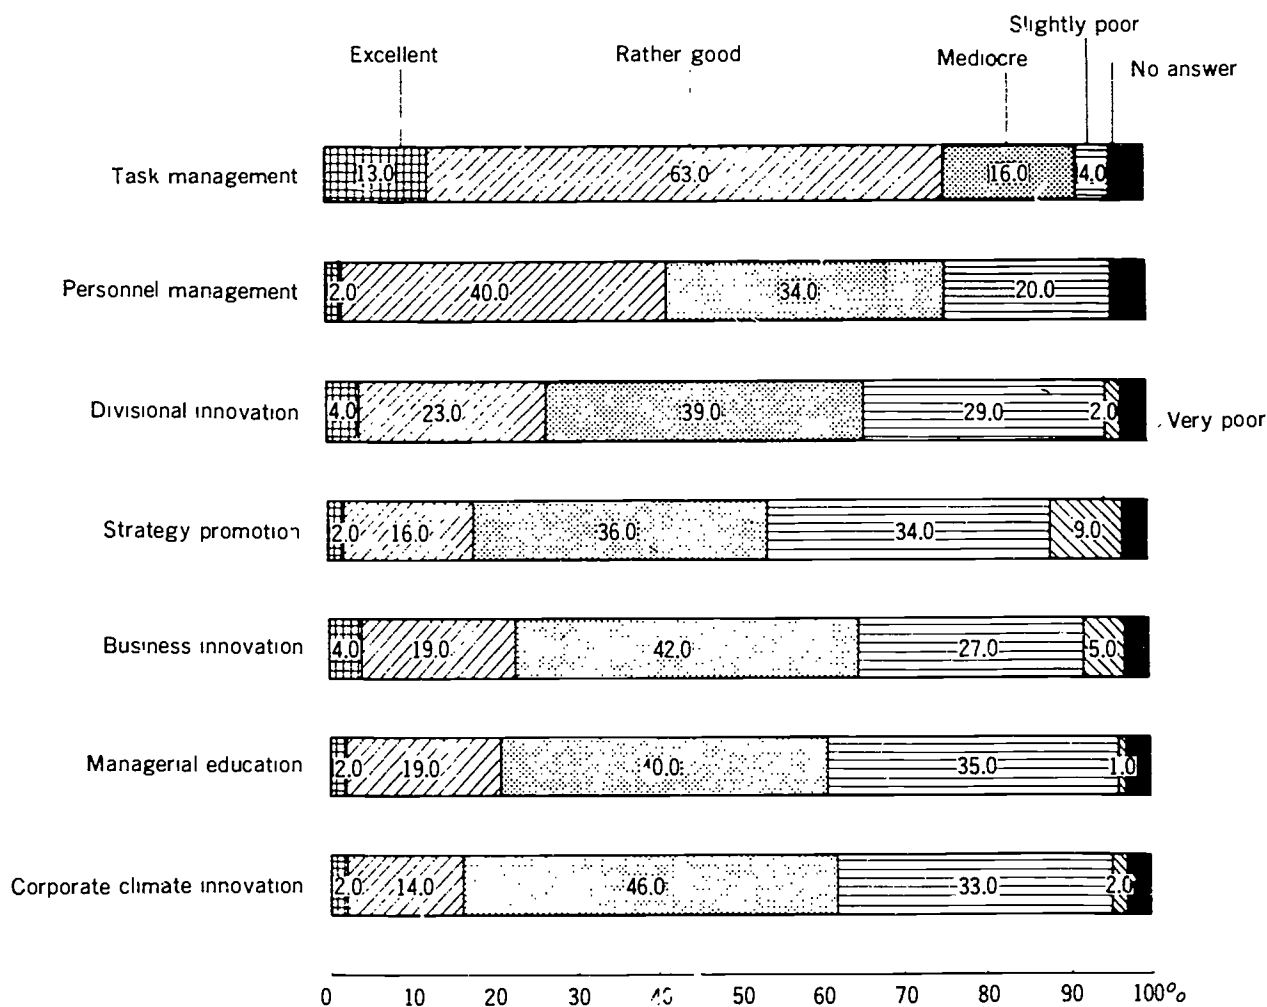 Slightly poor
Excellent Rather good Mediocre No answer
Task management 13.0 63.0 16.0 4.0
Personnel management 2.0 40.0 34.0 20.0
Divisional innovation 4.0 23.0 39.0 29.0 2.0
Very poor
Strategy promotion 2.0 16.0 36.0 34.0 9.0
Business innovation 4.0 19.0 42.0 27.0 5.0
Managerial education 2.0 19.0 40.0 35.0 1.0
Corporate climate innovation 2.0 14.0 46.0 33.0 2.0
0 10 20 30 40 50 60 70 80 90 100%